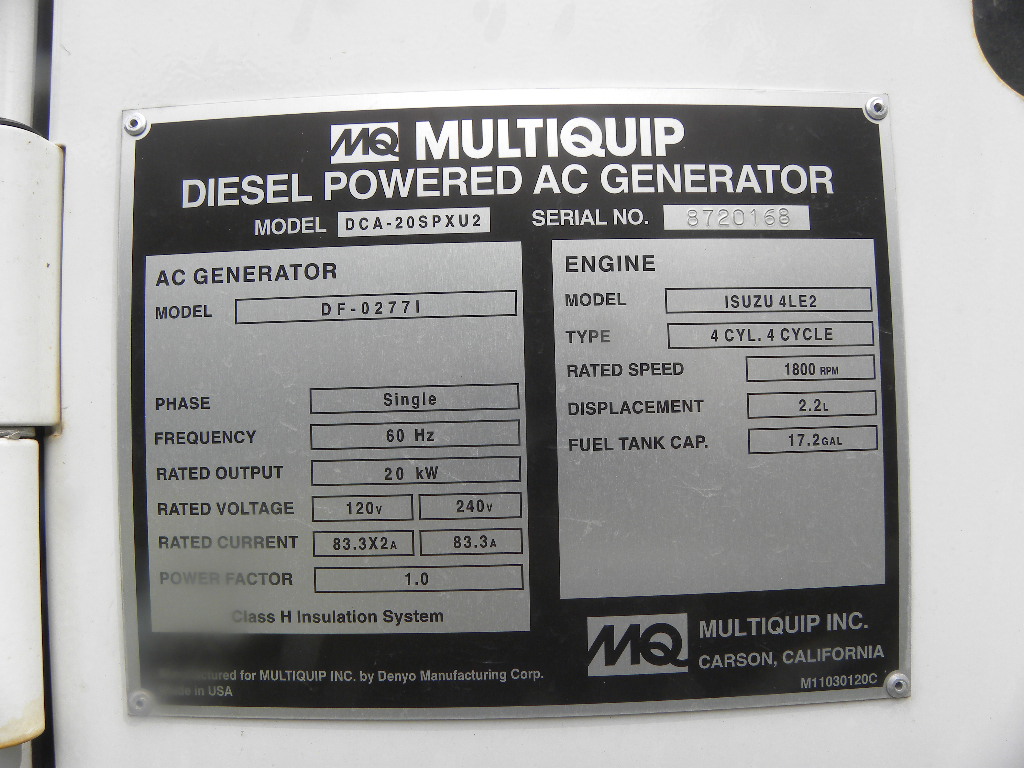 MQ MULTIQUIP
DIESEL POWERED AC GENERATOR
MODEL DCA-20SPXU2 SERIAL NO. 8720168
AC GENERATOR
MODEL DF-0277I
PHASE Single
FREQUENCY 60 Hz
RATED OUTPUT 20 kW
RATED VOLTAGE 120V 240V
RATED CURRENT 83.3X2A 83.3A
POWER FACTOR 1.0
Class H Insulation System
ENGINE
MODEL ISUZU 4LE2
TYPE 4 CYL. 4 CYCLE
RATED SPEED 1800 RPM
DISPLACEMENT 2.2L
FUEL TANK CAP. 17.2GAL
Manufactured for MULTIQUIP INC. by Denyo Manufacturing Corp.
Made in USA
MQ MULTIQUIP INC.
CARSON, CALIFORNIA
M11030120C